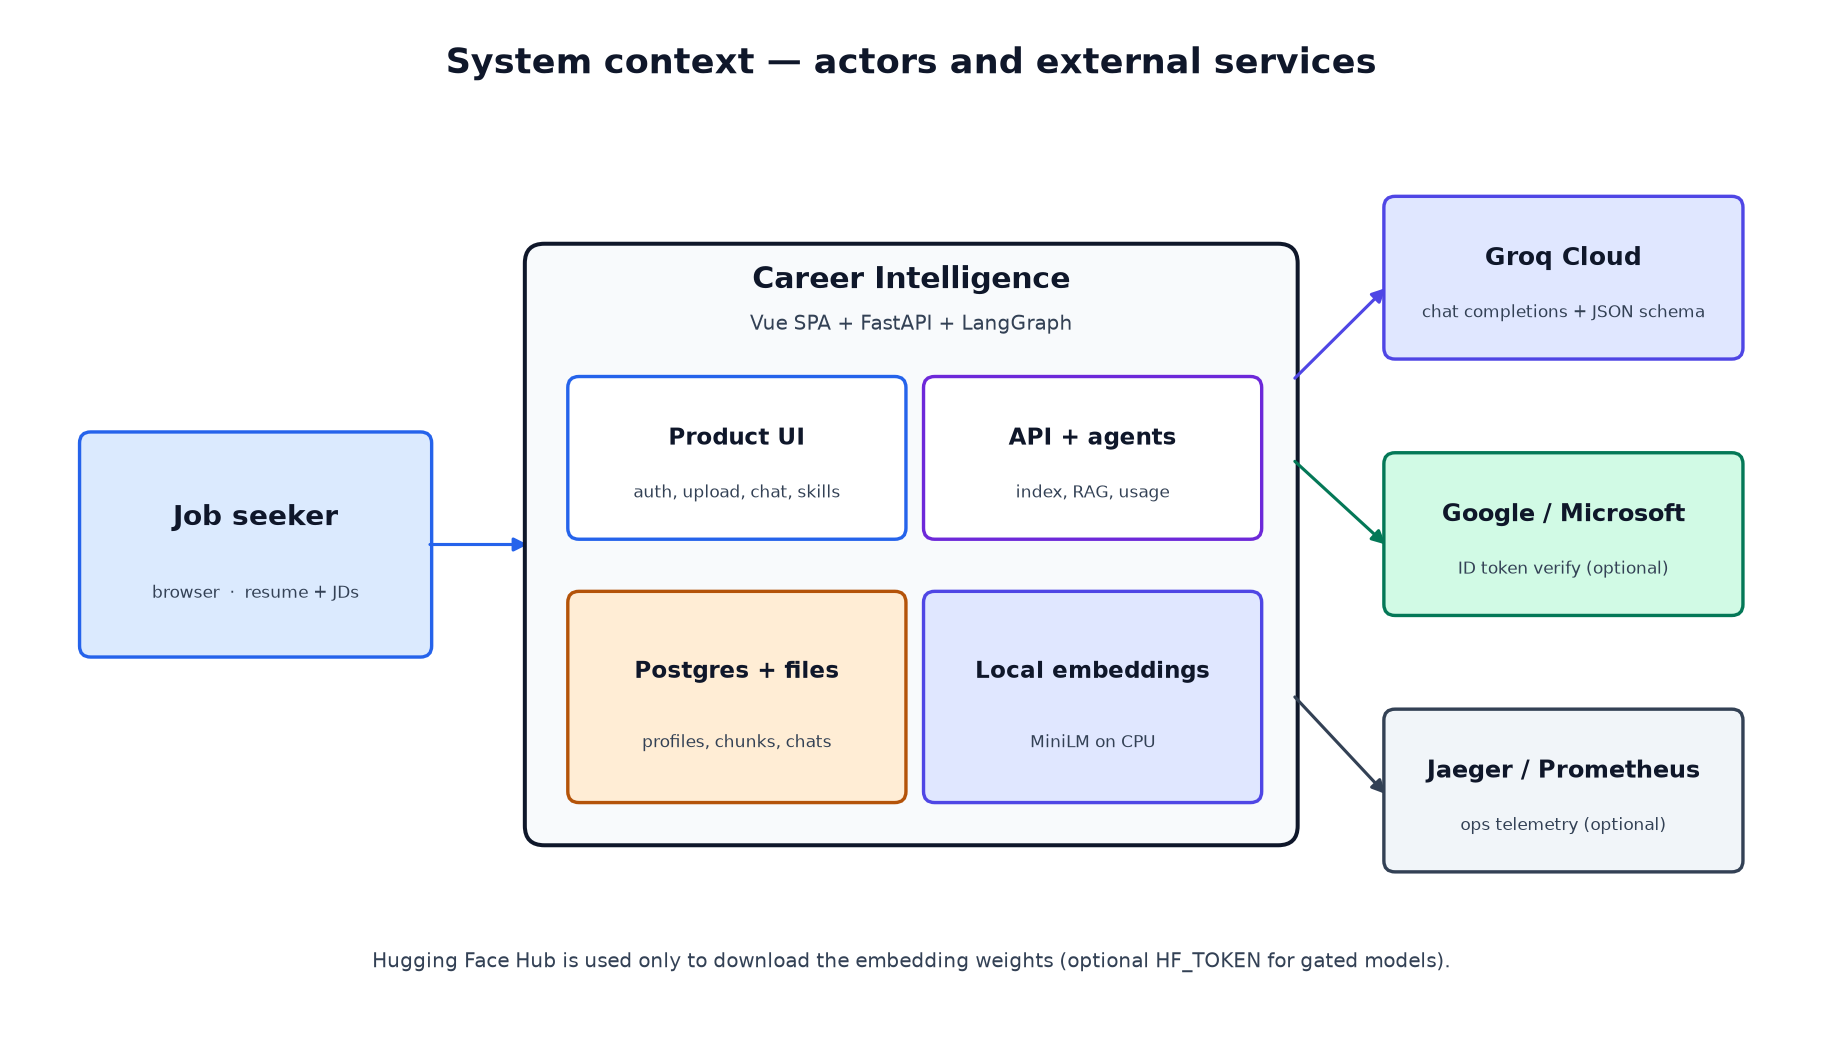 System context — actors and external services
Job seeker
browser · resume + JDs
Career Intelligence
Vue SPA + FastAPI + LangGraph
Product UI
auth, upload, chat, skills
API + agents
index, RAG, usage
Postgres + files
profiles, chunks, chats
Local embeddings
MiniLM on CPU
Groq Cloud
chat completions + JSON schema
Google / Microsoft
ID token verify (optional)
Jaeger / Prometheus
ops telemetry (optional)
Hugging Face Hub is used only to download the embedding weights (optional HF_TOKEN for gated models).